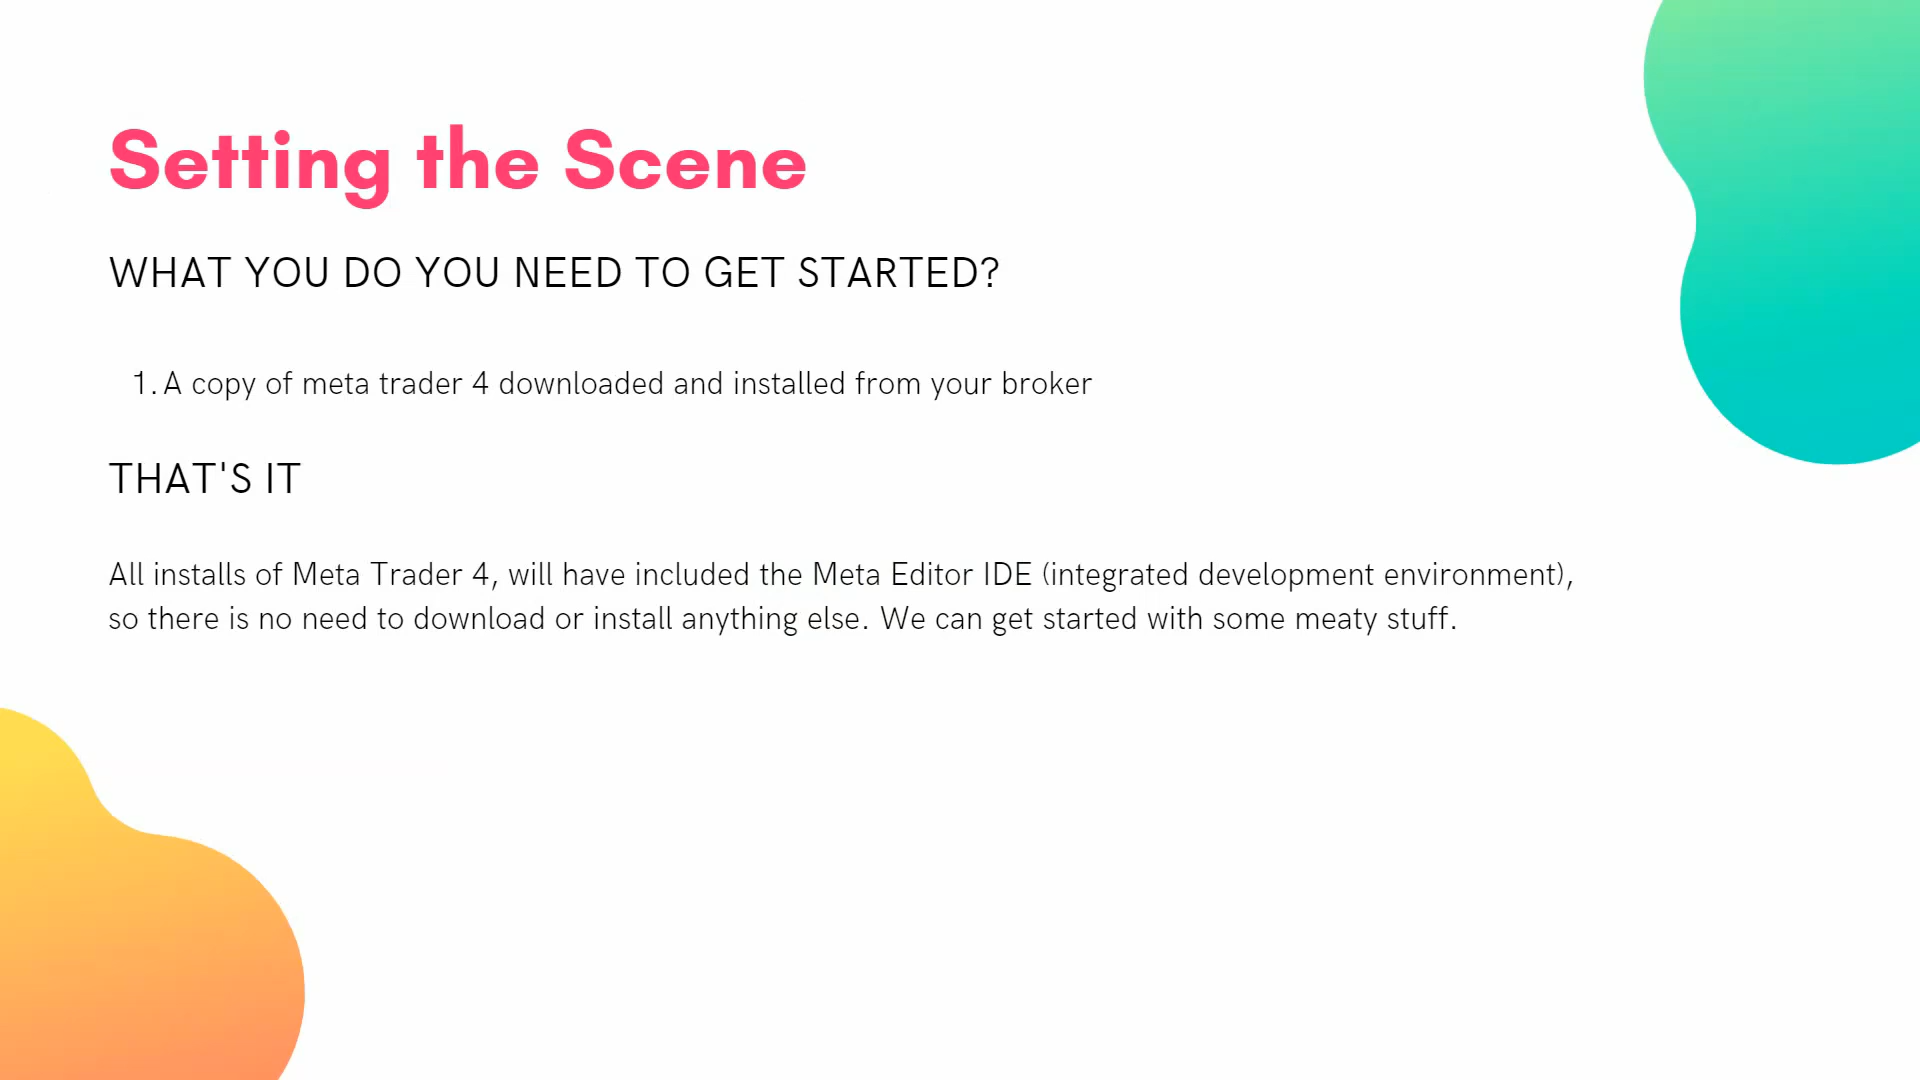 Setting the Scene
WHAT YOU DO YOU NEED TO GET STARTED?
1. A copy of meta trader 4 downloaded and installed from your broker
THAT'S IT
All installs of Meta Trader 4, will have included the Meta Editor IDE (integrated development environment),
so there is no need to download or install anything else. We can get started with some meaty stuff.